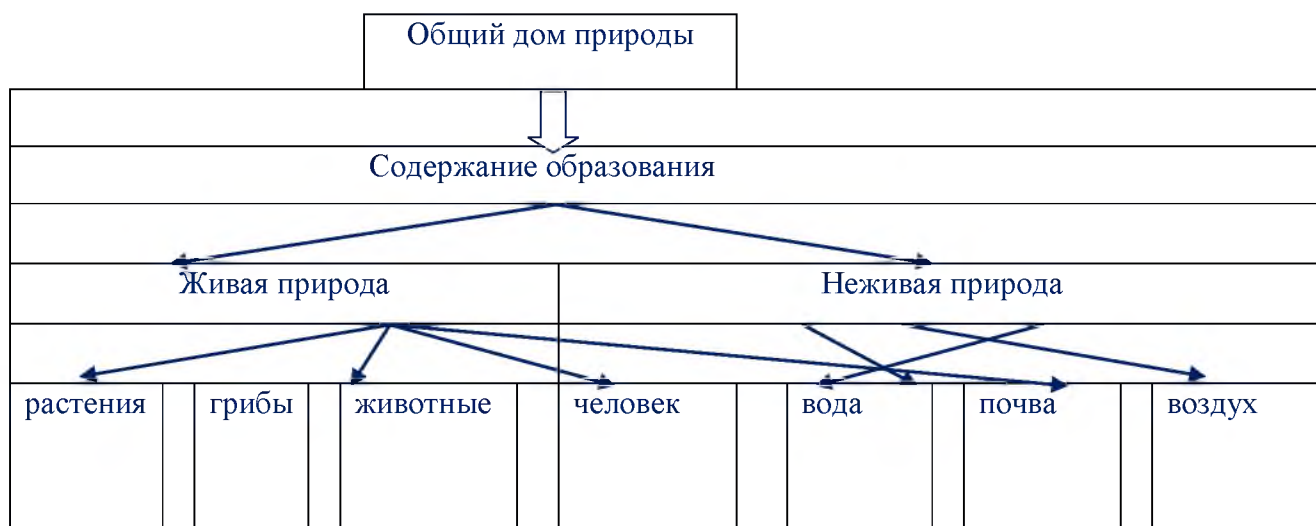 Общий дом природы
Содержание образования
Живая природа
Неживая природа
растения
грибы
животные
человек
вода
почва
воздух